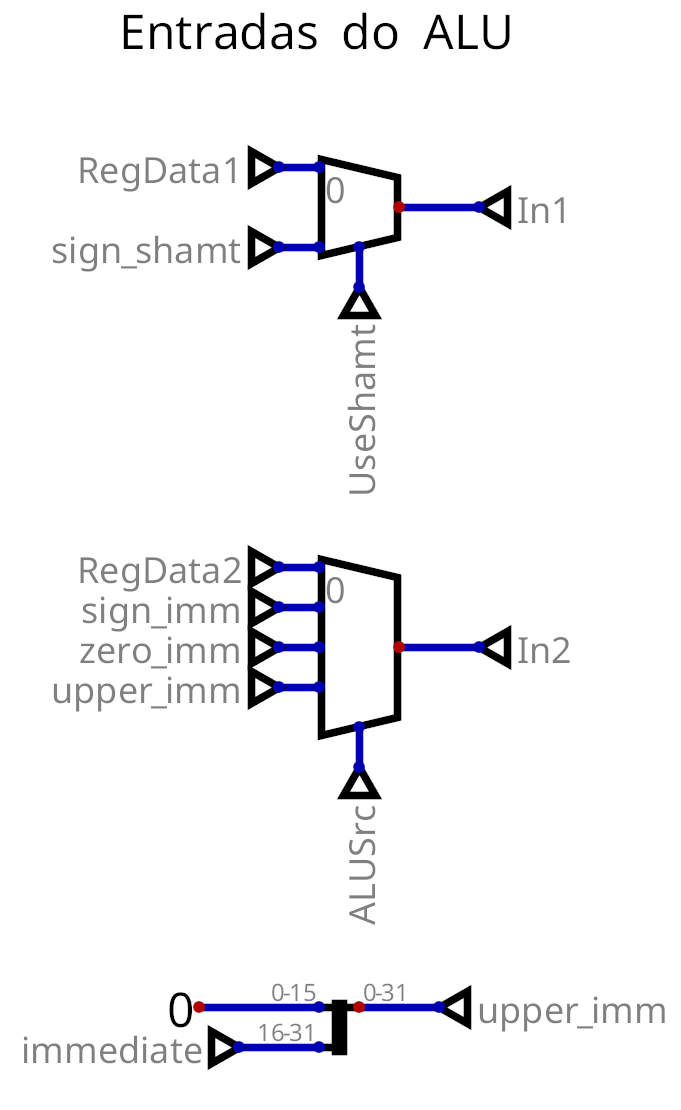 Entradas do ALU
RegData1
0
sign_shamt
In1
UseShamt
RegData2
0
sign_imm
zero_imm
upper_imm
In2
ALUSrc
0
0-15
0-31
upper_imm
immediate
16-31